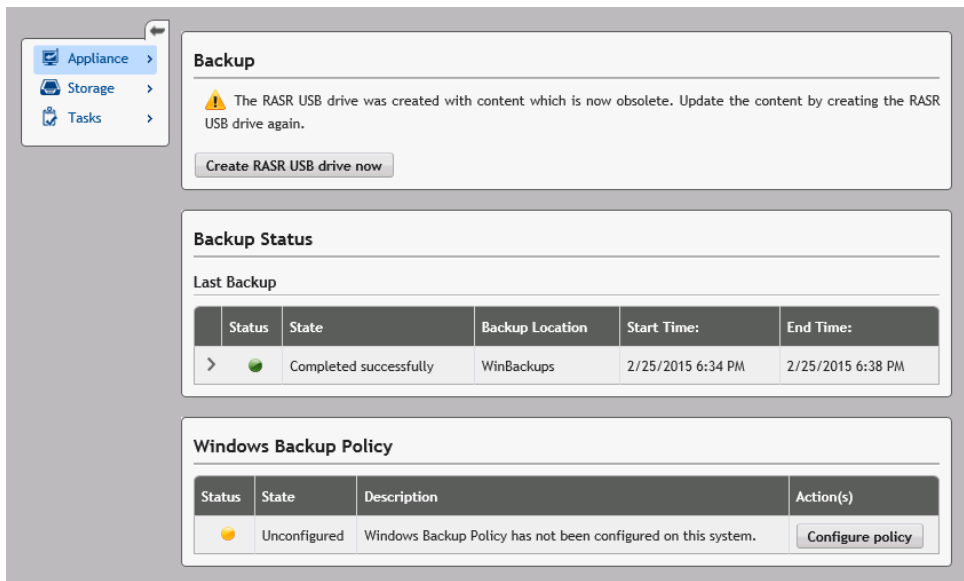 Appliance
Storage
Tasks
Backup
The RASR USB drive was created with content which is now obsolete. Update the content by creating the RASR
USB drive again.
Create RASR USB drive now
Backup Status
Last Backup
Status State Backup Location Start Time: End Time:
Completed successfully WinBackups 2/25/2015 6:34 PM 2/25/2015 6:38 PM
Windows Backup Policy
Status State Description Action(s)
Unconfigured Windows Backup Policy has not been configured on this system. Configure policy